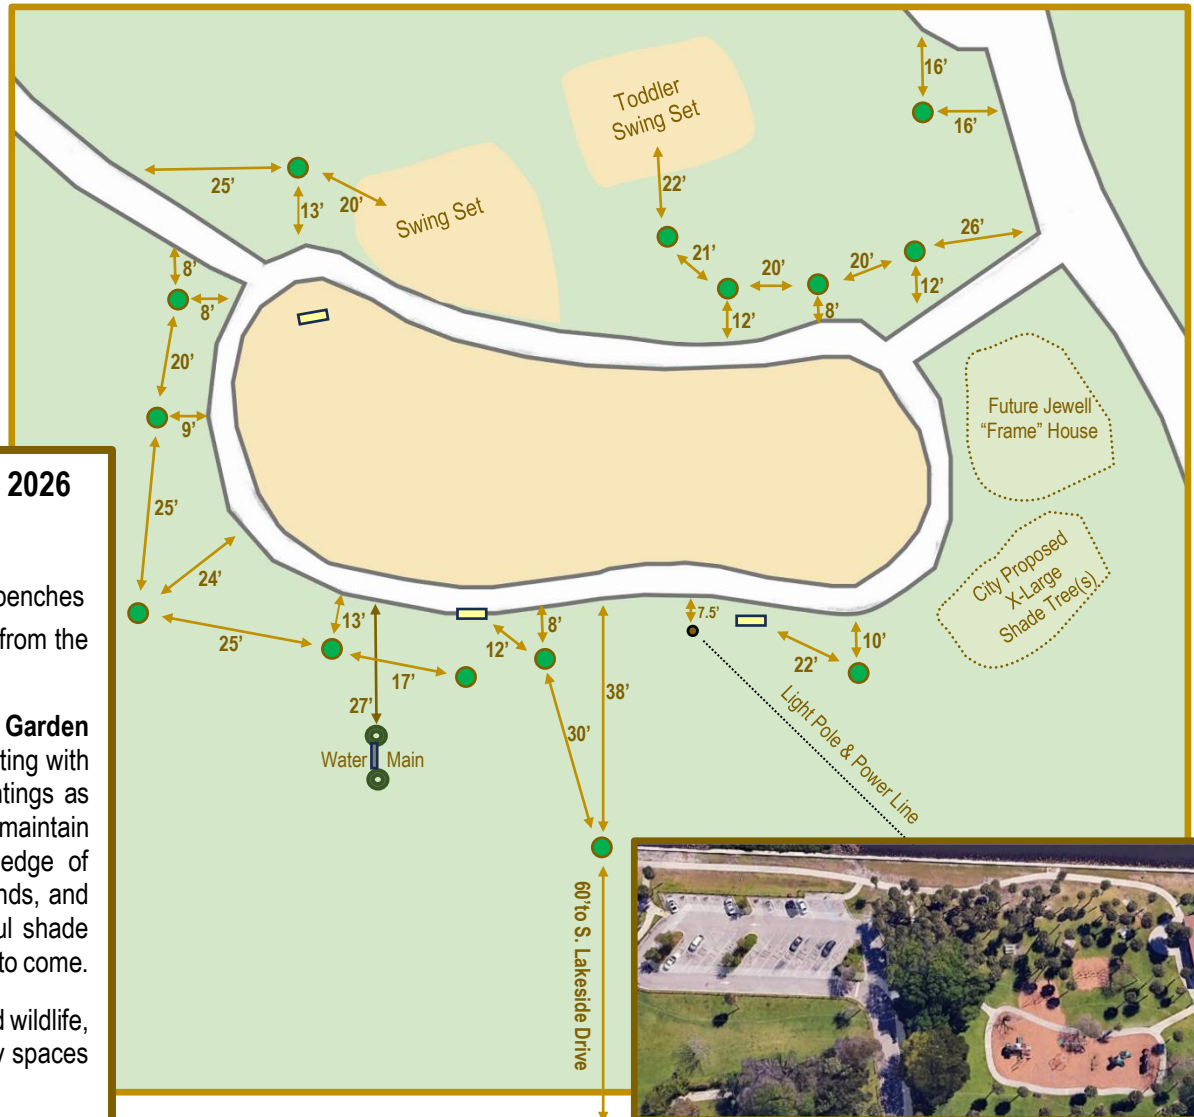 16’
16’
Toddler
Swing Set
25’
13’
20’
Swing Set
22’
21’
20’
20’
26’
12’
8’
12’
8’
8’
20’
9’
25’
24’
25’
13’
17’
27’
12’
8’
30’
38’
7.5’
22’
10’
Future Jewell
“Frame” House
City Proposed
X-Large
Shade Tree(s)
Light Pole & Power Line
Water Main
60’to S. Lakeside Drive
2026
benches
from the
Garden
ting with
tings as
maintain
edge of
nds, and
ul shade
to come.
d wildlife,
y spaces